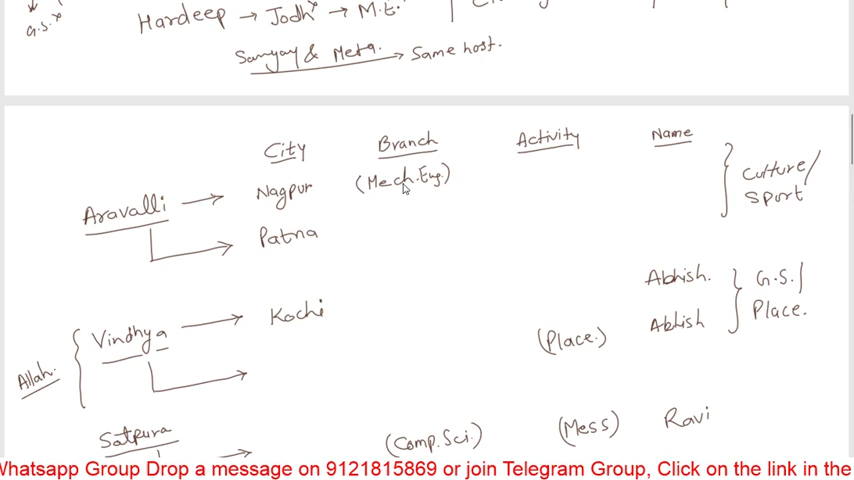 G.S.ˣ
Hardeep → Jodhˣ → M.E.
Sanjay & Meta. → Same host.
City Branch Activity Name
Aravalli → Nagpur (Mech. Eng.)
Culture/
Sport
→ Patna
Abhish. G.S./
Vindhya → Kochi
Abhish Place.
(Place.)
Allah.
Satpura
(Comp. Sci.) (Mess) Ravi
Whatsapp Group Drop a message on 9121815869 or join Telegram Group, Click on the link in the